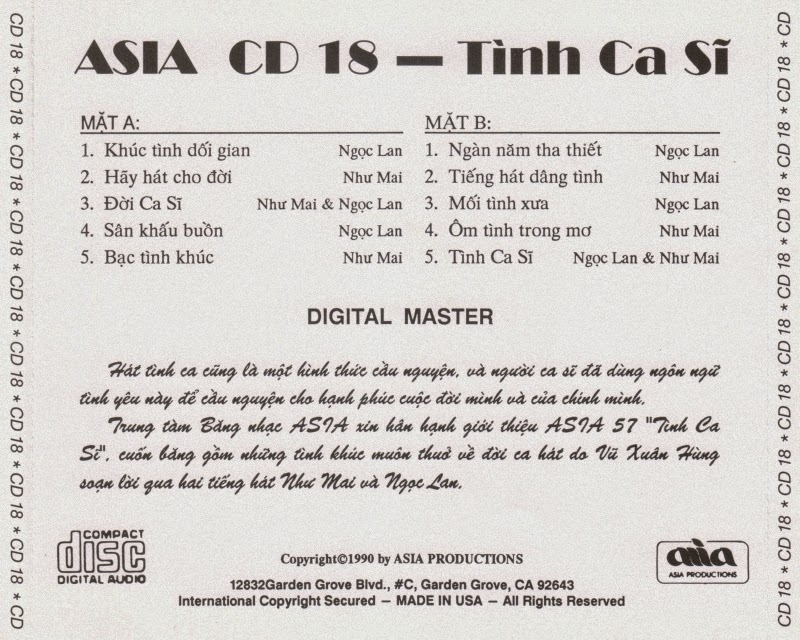 ASIA CD 18 — Tình Ca Sĩ
MẶT A:
1. Khúc tình dối gian Ngọc Lan
2. Hãy hát cho đời Như Mai
3. Đời Ca Sĩ Như Mai & Ngọc Lan
4. Sân khấu buồn Ngọc Lan
5. Bạc tình khúc Như Mai
MẶT B:
1. Ngàn năm tha thiết Ngọc Lan
2. Tiếng hát dâng tình Như Mai
3. Mối tình xưa Ngọc Lan
4. Ôm tình trong mơ Như Mai
5. Tình Ca Sĩ Ngọc Lan & Như Mai
DIGITAL MASTER
Hát tình ca cũng là một hình thức cầu nguyện, và người ca sĩ đã dùng ngôn ngữ
tình yêu này để cầu nguyện cho hạnh phúc cuộc đời mình và của chính mình.
Trung tâm Băng nhạc ASIA xin hân hạnh giới thiệu ASIA 57 "Tình Ca
Sĩ", cuốn băng gồm những tình khúc muôn thuở về đời ca hát do Vũ Xuân Hùng
soạn lời qua hai tiếng hát Như Mai và Ngọc Lan.
COMPACT
disc
DIGITAL AUDIO
Copyright©1990 by ASIA PRODUCTIONS
12832Garden Grove Blvd., #C, Garden Grove, CA 92643
International Copyright Secured — MADE IN USA — All Rights Reserved
asia
ASIA PRODUCTIONS
CD 18 * CD 18 * CD 18 * CD 18 * CD 18 * CD 18 * CD 18 * CD 18 * CD 18 * CD
CD 18 * CD 18 * CD 18 * CD 18 * CD 18 * CD 18 * CD 18 * CD 18 * CD 18 * CD